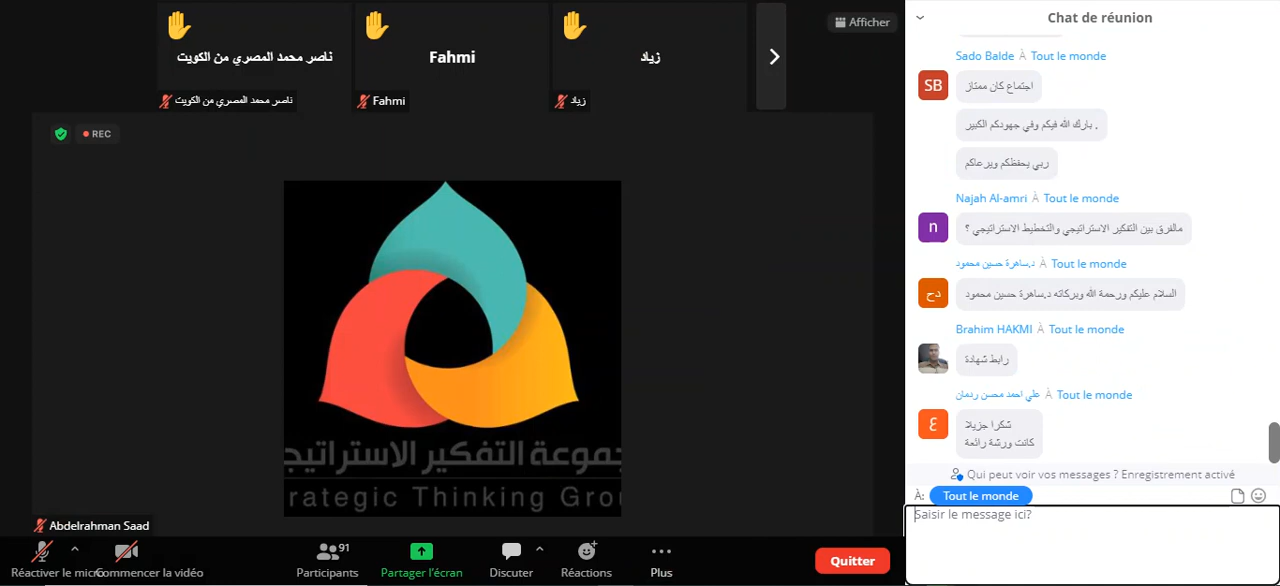 ناصر محمد المصري من الكويت
ناصر محمد المصري من الكويت
Fahmi
Fahmi
زياد
زياد
Afficher
REC
جموعة التفكير الاستراتيج
rategic Thinking Grou
Abdelrahman Saad
Réactiver le micro
Commencer la vidéo
91
Participants
Partager l'écran
Discuter
Réactions
Plus
Quitter
Chat de réunion
Sado Balde À Tout le monde
SB
اجتماع كان ممتاز
. بارك الله فيكم وفي جهودكم الكبير
ربي يحفظكم ويرعاكم
Najah Al-amri À Tout le monde
n
مالفرق بين التفكير الاستراتيجي والتخطيط الاستراتيجي ؟
د.ساهرة حسين محمود À Tout le monde
دح
السلام عليكم ورحمة الله وبركاته د.ساهرة حسين محمود
Brahim HAKMI À Tout le monde
رابط شهادة
علي احمد محسن ردمان À Tout le monde
ع
شكرا جزيلا
كانت ورشة رائعة
Qui peut voir vos messages ? Enregistrement activé
À: Tout le monde
Saisir le message ici?